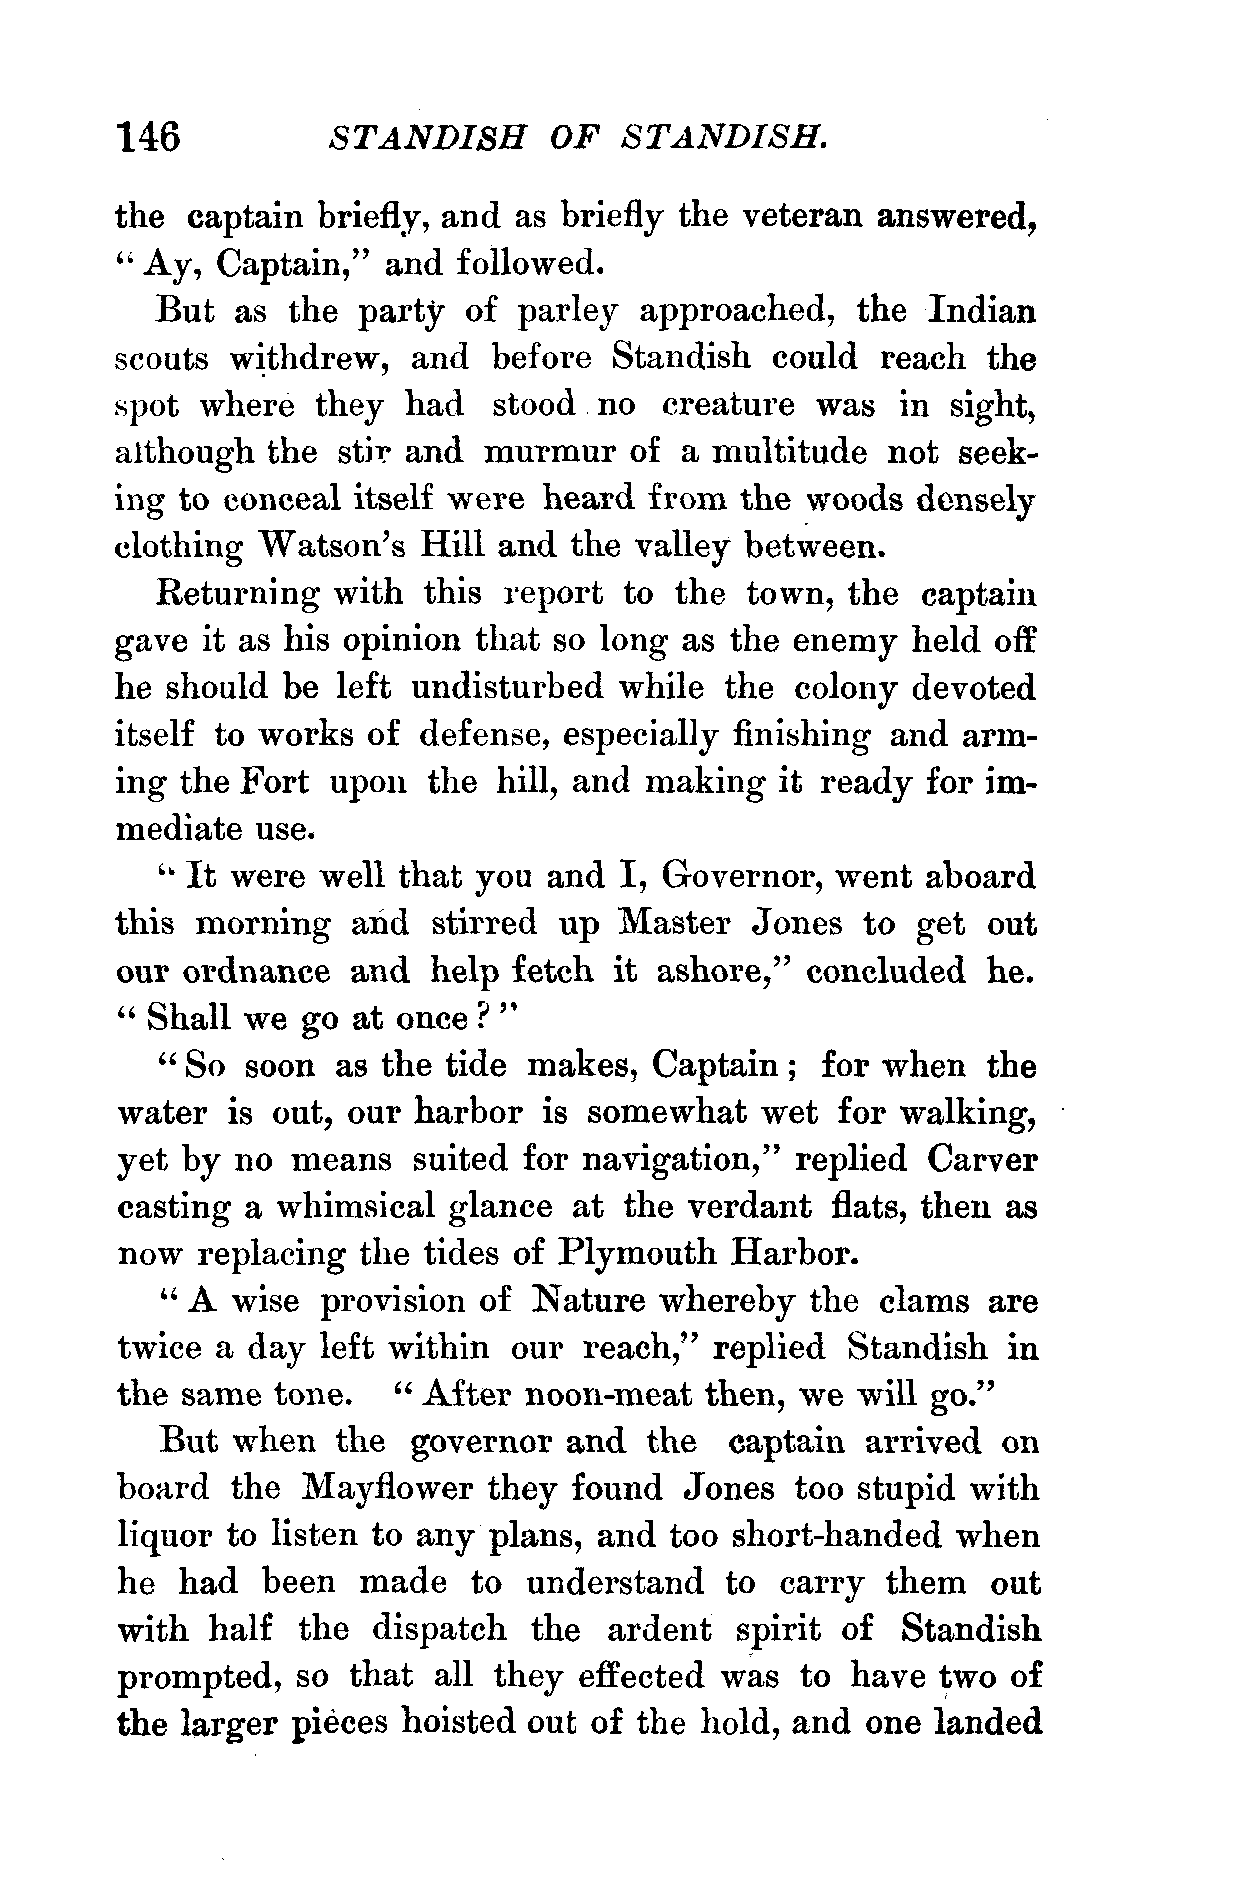 146 STANDISH OF STANDISH.
the captain briefly, and as briefly the veteran answered,
“Ay, Captain,” and followed.
But as the party of parley approached, the Indian
scouts withdrew, and before Standish could reach the
spot where they had stood no creature was in sight,
although the stir and murmur of a multitude not seek-
ing to conceal itself were heard from the woods densely
clothing Watson’s Hill and the valley between.
Returning with this report to the town, the captain
gave it as his opinion that so long as the enemy held off
he should be left undisturbed while the colony devoted
itself to works of defense, especially finishing and arm-
ing the Fort upon the hill, and making it ready for im-
mediate use.
“It were well that you and I, Governor, went aboard
this morning and stirred up Master Jones to get out
our ordnance and help fetch it ashore,” concluded he.
“Shall we go at once?”
“So soon as the tide makes, Captain; for when the
water is out, our harbor is somewhat wet for walking,
yet by no means suited for navigation,” replied Carver
casting a whimsical glance at the verdant flats, then as
now replacing the tides of Plymouth Harbor.
“A wise provision of Nature whereby the clams are
twice a day left within our reach,” replied Standish in
the same tone. “After noon-meat then, we will go.”
But when the governor and the captain arrived on
board the Mayflower they found Jones too stupid with
liquor to listen to any plans, and too short-handed when
he had been made to understand to carry them out
with half the dispatch the ardent spirit of Standish
prompted, so that all they effected was to have two of
the larger pieces hoisted out of the hold, and one landed